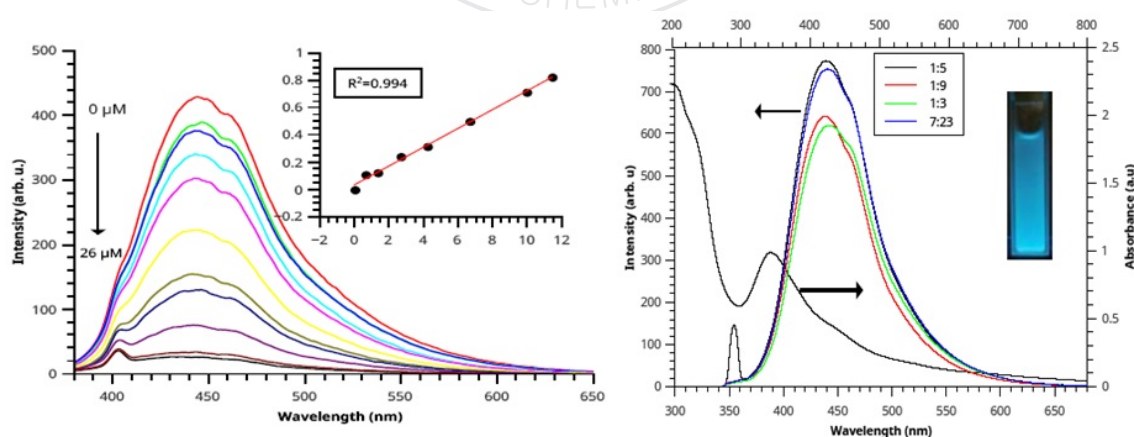 CHEM
500
400
300
200
100
0
Intensity (arb. u.)
0 µM
26 µM
400 450 500 550 600 650
Wavelength (nm)
1
0.8
0.6
0.4
0.2
0
−0.2
R²=0.994
−2 0 2 4 6 8 10 12
200 300 400 500 600 700 800
800
700
600
500
400
300
200
100
0
Intensity (arb. u)
1:5
1:9
1:3
7:23
2.5
2
1.5
1
0.5
0
Absorbance (a.u)
300 350 400 450 500 550 600 650
Wavelength (nm)